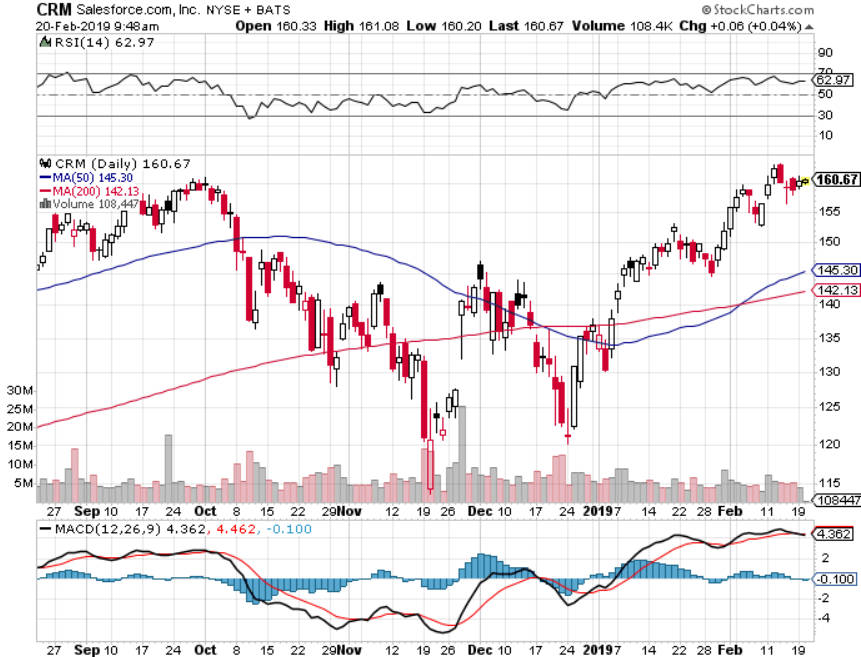 CRM Salesforce.com, Inc. NYSE + BATS © StockCharts.com
20-Feb-2019 9:48am Open 160.33 High 161.08 Low 160.20 Last 160.67 Volume 108.4K Chg +0.06 (+0.04%)
RSI(14) 62.97
90
70
62.97
50
30
10
CRM (Daily) 160.67
MA(50) 145.30
MA(200) 142.13
Volume 108,447
160.67
155
150
145.30
142.13
140
135
130
125
120
115
108447
30M
25M
20M
15M
10M
5M
27 Sep 10 17 24 Oct 8 15 22 29 Nov 12 19 26 Dec 10 17 24 2019 7 14 22 28 Feb 11 19
MACD(12,26,9) 4.362, 4.462, -0.100
4.362
2
-0.100
-2
-4
27 Sep 10 17 24 Oct 8 15 22 29 Nov 12 19 26 Dec 10 17 24 2019 7 14 22 28 Feb 11 19